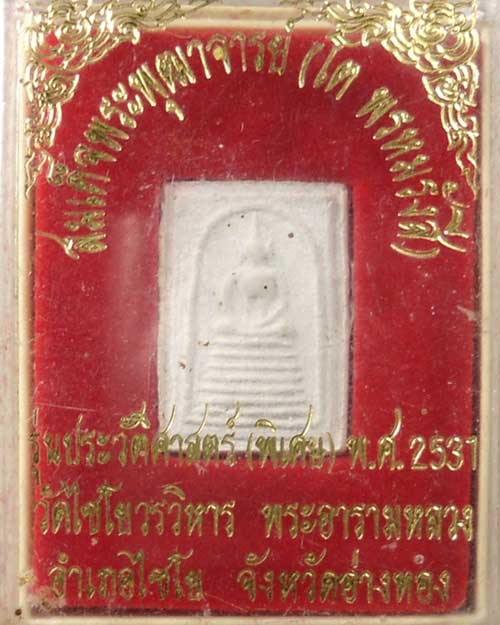 สมเด็จพระพุฒาจารย์ (โต พรหมรังสี)
รุ่นประวัติศาสตร์ (พิเศษ) พ.ศ. 2531
วัดไชโยวรวิหาร พระอารามหลวง
อำเภอไชโย จังหวัดอ่างทอง